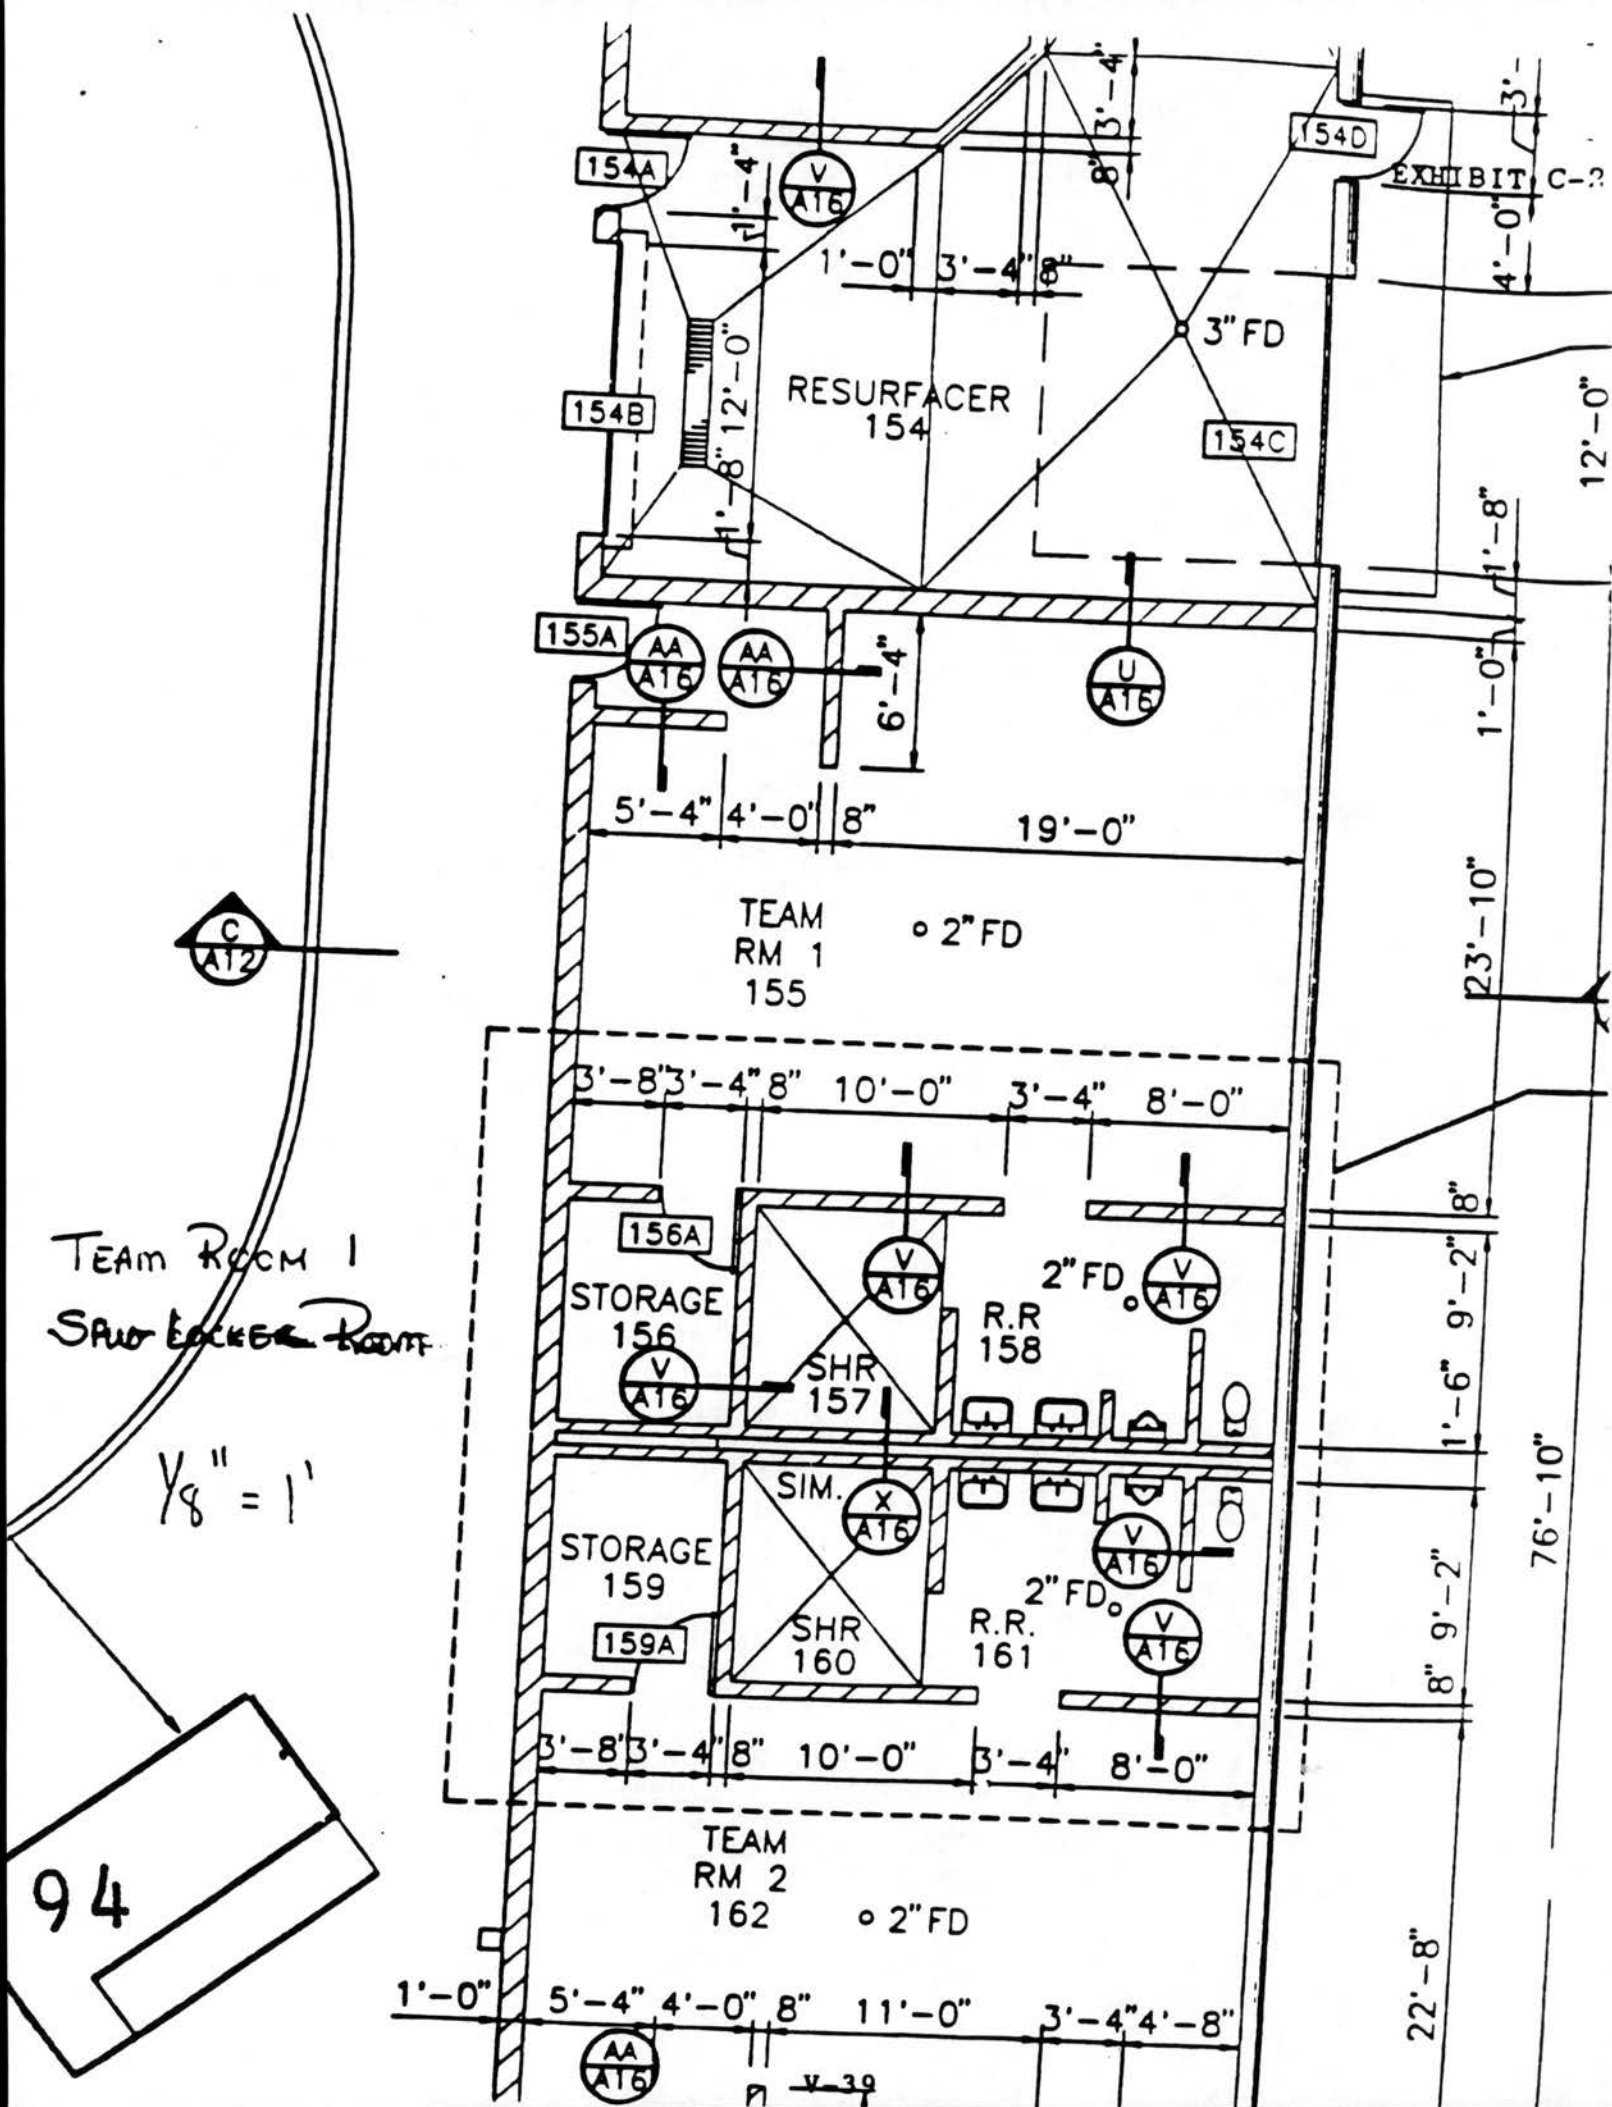 3'-4"
8"
3'-
154A
V
A16
1'-4"
154D
EXHIBIT C-
4'-0"
1'-0"
3'-4"
8"
3" FD
RESURFACER
154
154B
12'-0"
1'-8"
154C
12'-0"
1'-8"
155A
AA
A16
AA
A16
6'-4"
U
A16
1'-0"
5'-4"
4'-0"
8"
19'-0"
TEAM
RM 1
155
2" FD
23'-10"
C
A12
3'-8"
3'-4"
8"
10'-0"
3'-4"
8'-0"
8"
156A
TEAM ROOM 1
LOCKER ROOM
STORAGE
156
V
A16
V
A16
SHR
157
R.R
158
2" FD
V
A16
9'-2"
1'-6"
1/8" = 1'
76'-10"
SIM.
X
A16
STORAGE
159
V
A16
2" FD
SHR
160
R.R.
161
159A
V
A16
9'-2"
8"
3'-8"
3'-4"
8"
10'-0"
3'-4"
8'-0"
94
TEAM
RM 2
162
2" FD
22'-8"
1'-0"
5'-4"
4'-0"
8"
11'-0"
3'-4"
4'-8"
AA
A16
V-39